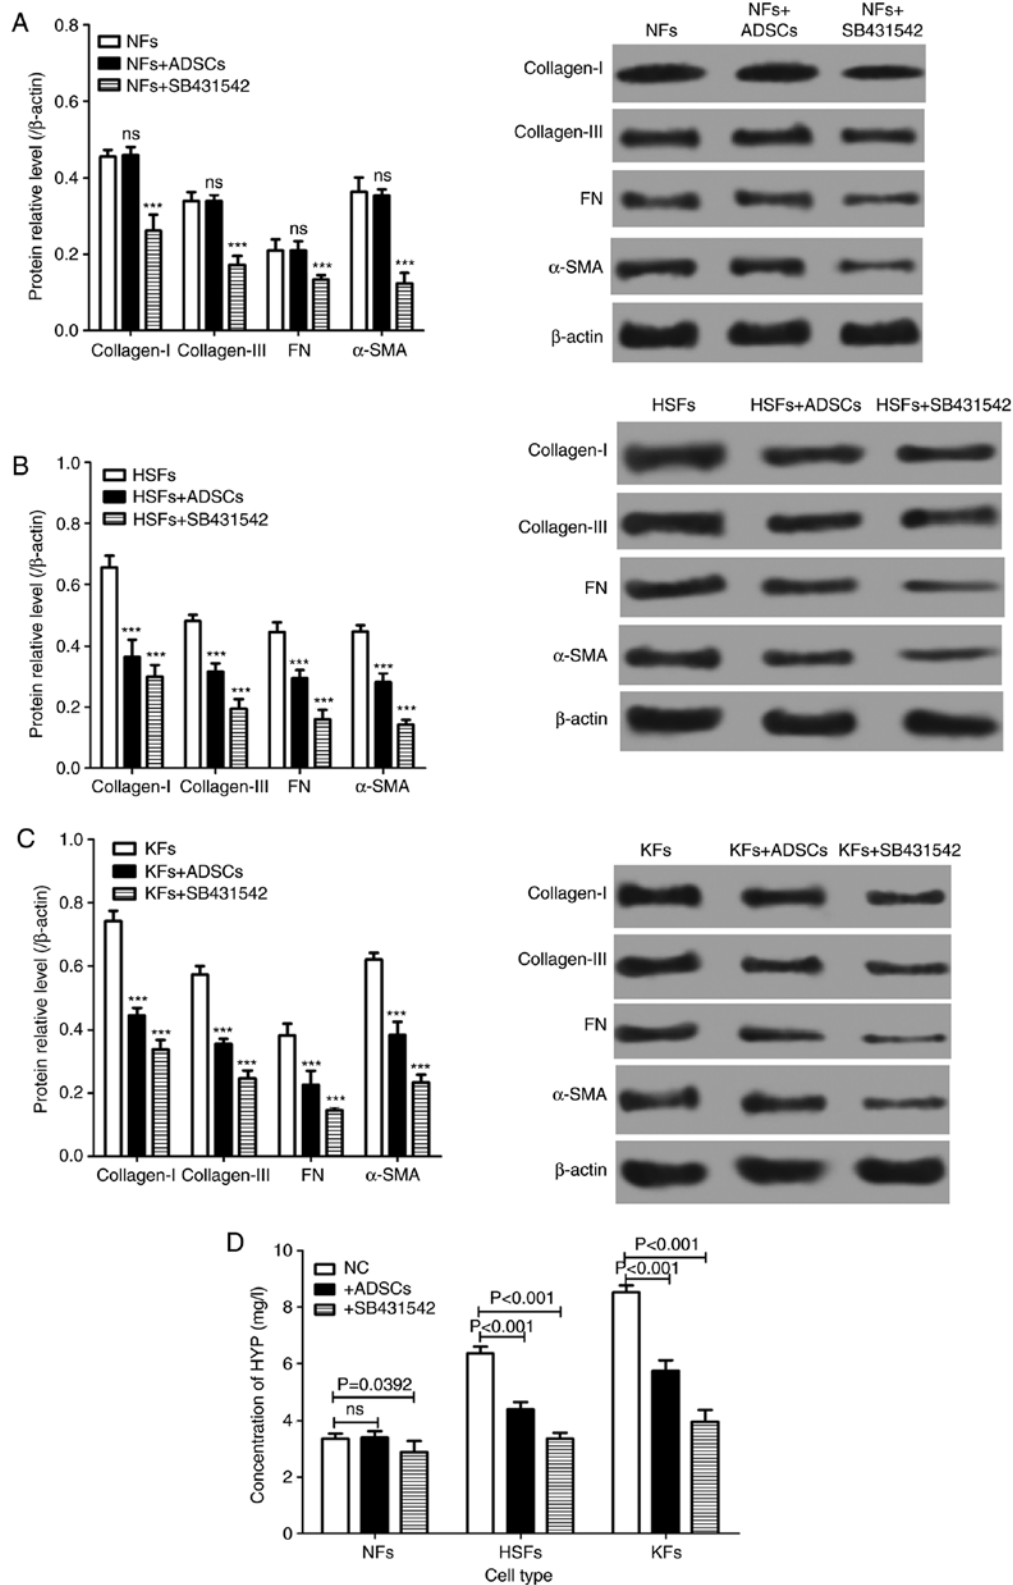 A
0.8
0.6
0.4
0.2
0.0
Protein relative level (/β-actin)
NFs
NFs+ADSCs
NFs+SB431542
ns
***
ns
***
ns
***
ns
***
Collagen-I
Collagen-III
FN
α-SMA
NFs
NFs+
ADSCs
NFs+
SB431542
Collagen-I
Collagen-III
FN
α-SMA
β-actin
B
1.0
0.8
0.6
0.4
0.2
0.0
Protein relative level (/β-actin)
HSFs
HSFs+ADSCs
HSFs+SB431542
***
***
***
***
***
***
***
***
Collagen-I
Collagen-III
FN
α-SMA
HSFs
HSFs+ADSCs
HSFs+SB431542
Collagen-I
Collagen-III
FN
α-SMA
β-actin
C
1.0
0.8
0.6
0.4
0.2
0.0
Protein relative level (/β-actin)
KFs
KFs+ADSCs
KFs+SB431542
***
***
***
***
***
***
***
***
Collagen-I
Collagen-III
FN
α-SMA
KFs
KFs+ADSCs
KFs+SB431542
Collagen-I
Collagen-III
FN
α-SMA
β-actin
D
10
8
6
4
2
0
Concentration of HYP (mg/l)
NC
+ADSCs
+SB431542
P=0.0392
ns
P<0.001
P<0.001
P<0.001
P<0.001
NFs
HSFs
KFs
Cell type